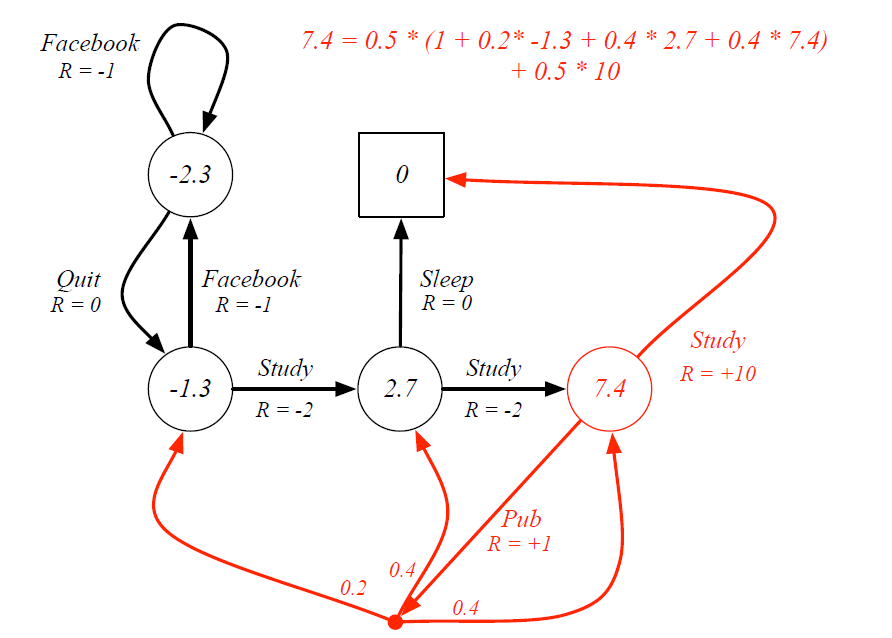 Facebook
R = -1
7.4 = 0.5 * (1 + 0.2* -1.3 + 0.4 * 2.7 + 0.4 * 7.4)
+ 0.5 * 10
-2.3
0
Quit
R = 0
Facebook
R = -1
Sleep
R = 0
Study
R = +10
-1.3
Study
R = -2
2.7
Study
R = -2
7.4
Pub
R = +1
0.2
0.4
0.4